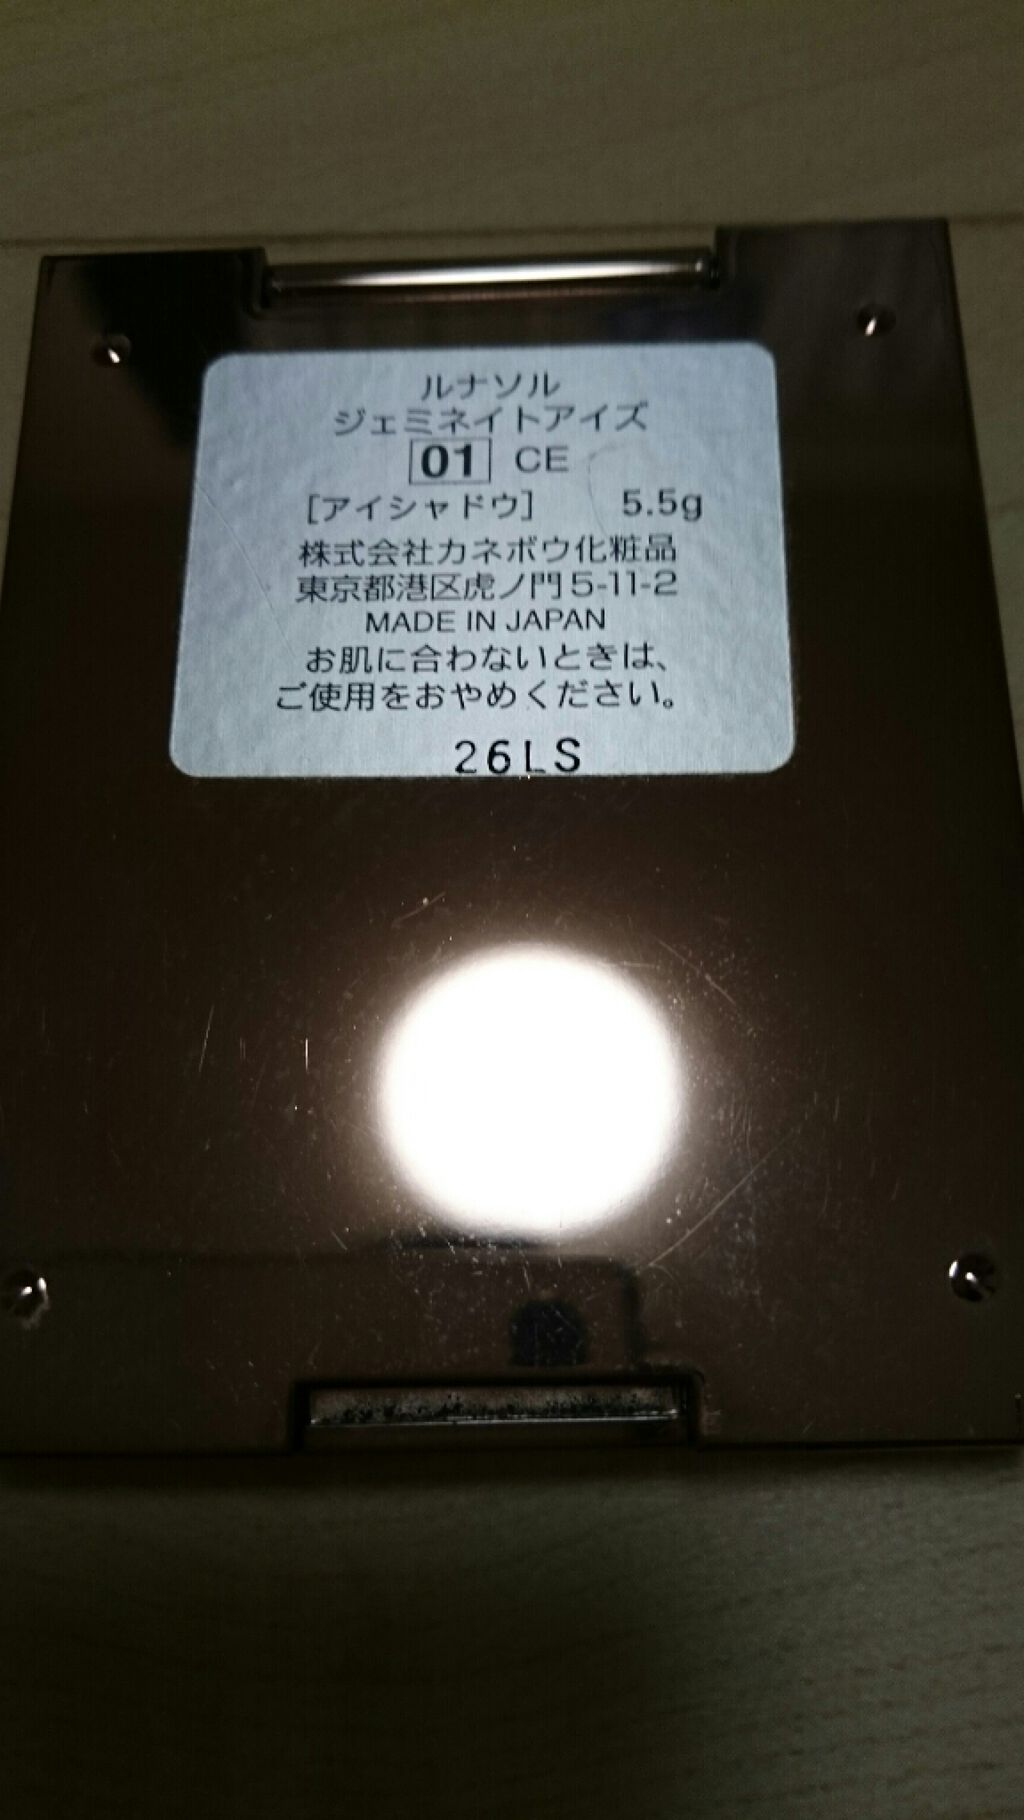 ルナソル
ジェミネイトアイズ
01 CE
[アイシャドウ] 5.5g
株式会社カネボウ化粧品
東京都港区虎ノ門5-11-2
MADE IN JAPAN
お肌に合わないときは、
ご使用をおやめください。
26LS